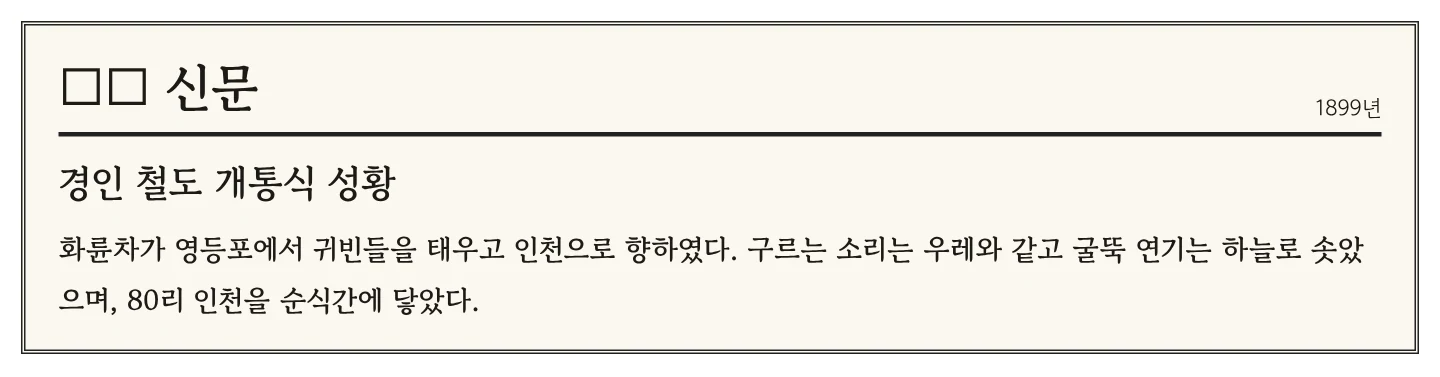 □□ 신문
1899년
경인 철도 개통식 성황
화륜차가 영등포에서 귀빈들을 태우고 인천으로 향하였다. 구르는 소리는 우레와 같고 굴뚝 연기는 하늘로 솟았
으며, 80리 인천을 순식간에 닿았다.